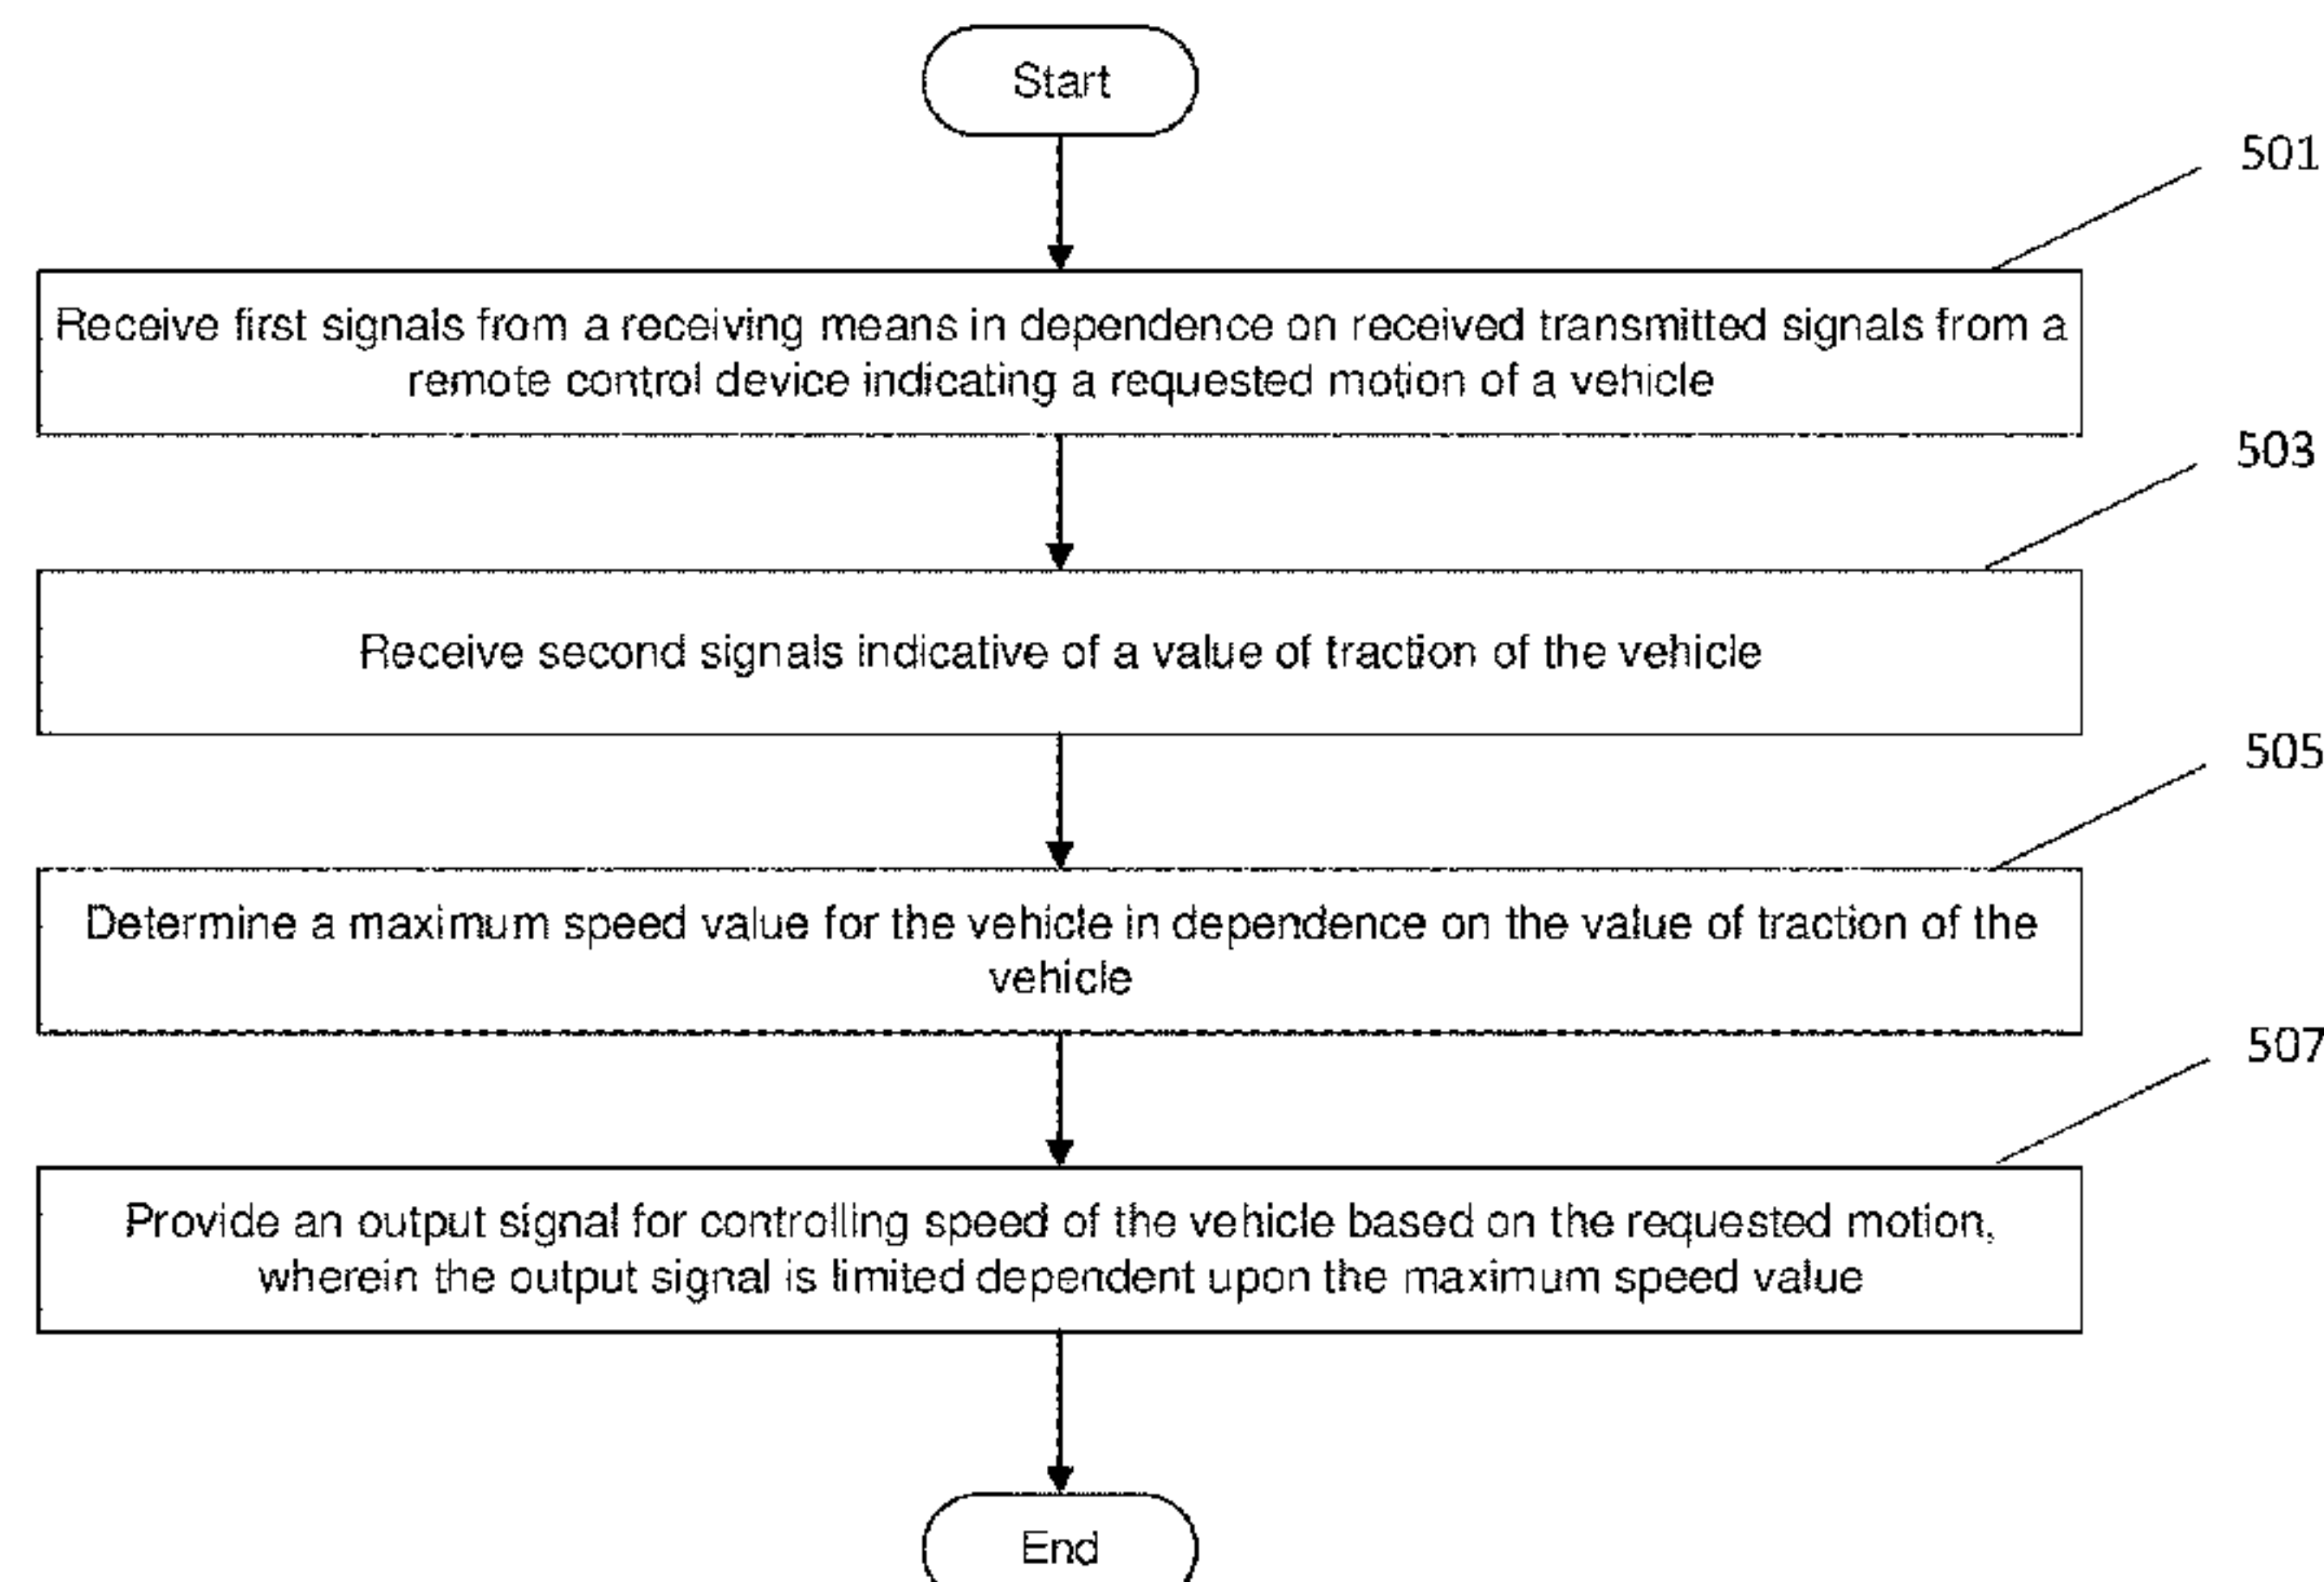 Start
501
Receive first signals from a receiving means in dependence on received transmitted signals from a
remote control device indicating a requested motion of a vehicle
503
Receive second signals indicative of a value of traction of the vehicle
505
Determine a maximum speed value for the vehicle in dependence on the value of traction of the
vehicle
507
Provide an output signal for controlling speed of the vehicle based on the requested motion,
wherein the output signal is limited dependent upon the maximum speed value
End